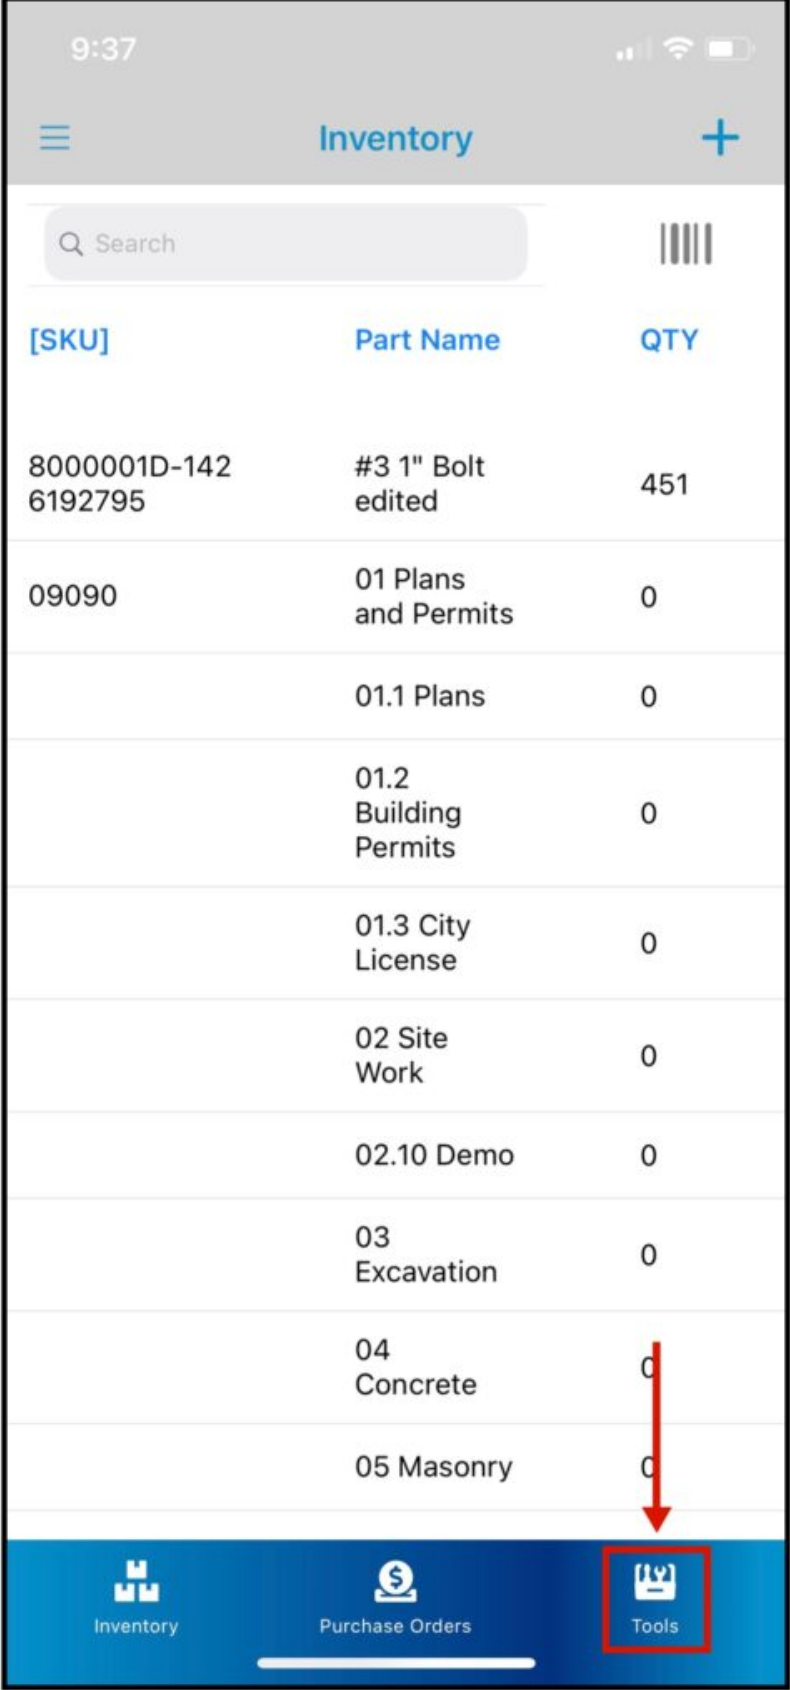 9:37
Inventory
Search
[SKU] Part Name QTY
8000001D-142
6192795
#3 1" Bolt
edited
451
09090
01 Plans
and Permits
0
01.1 Plans 0
01.2
Building
Permits
0
01.3 City
License
0
02 Site
Work
0
02.10 Demo 0
03
Excavation
0
04
Concrete
0
05 Masonry 0
Inventory Purchase Orders Tools